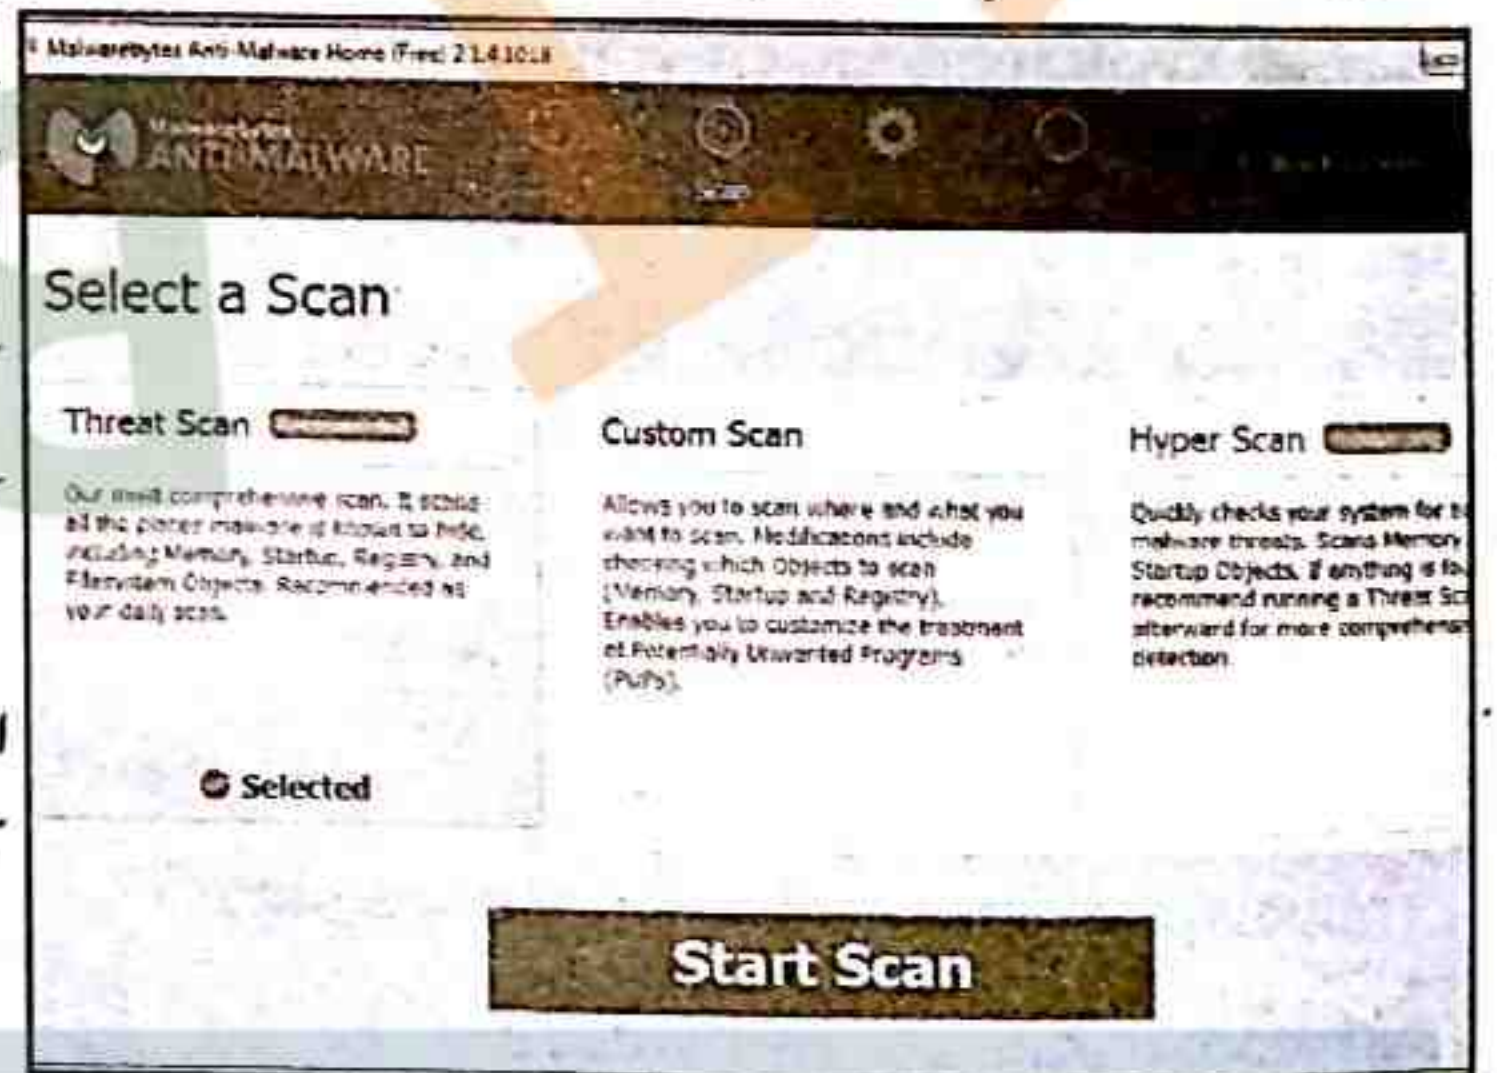 Malwarebytes Anti-Malware Home (Free) 2.1.4.1018
Malwarebytes
ANTI-MALWARE
Select a Scan
Threat Scan
Our most comprehensive scan. It scans
all the places malware is known to hide,
including Memory, Startup, Registry, and
Filesystem Objects. Recommended as
your daily scan.
Selected
Custom Scan
Allows you to scan where and what you
want to scan. Modifications include
checking which Objects to scan
(Memory, Startup and Registry).
Enables you to customize the treatment
of Potentially Unwanted Programs
(PUPs).
Hyper Scan
Quickly checks your system for
malware threats. Scans Memory
Startup Objects. If anything is fou
recommend running a Threat Sc
afterward for more comprehens
detection
Start Scan